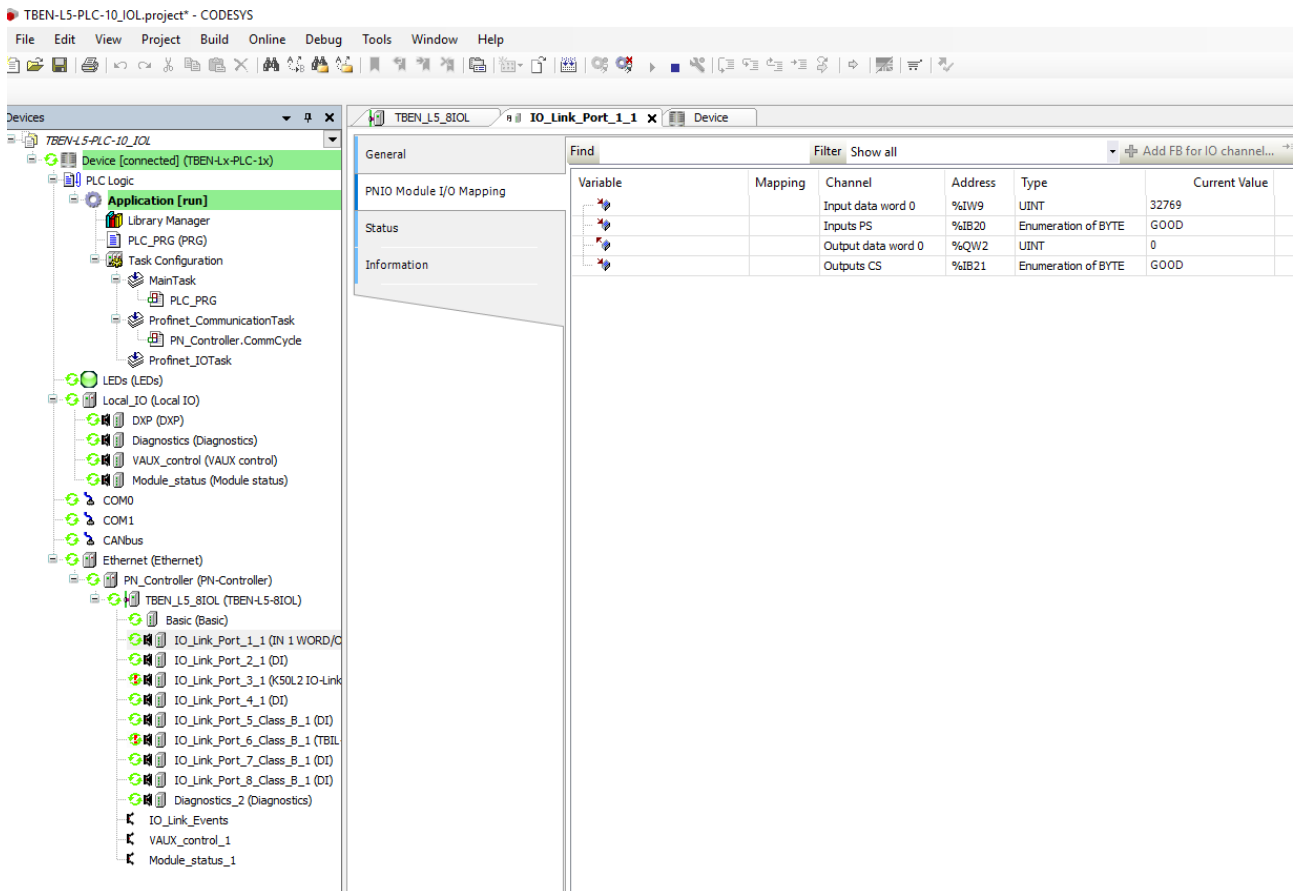 TBEN-L5-PLC-10_IOL.project* - CODESYS
File Edit View Project Build Online Debug Tools Window Help
Devices
TBEN_L5_8IOL IO_Link_Port_1_1 Device
TBEN-L5-PLC-10_IOL
Device [connected] (TBEN-Lx-PLC-1x)
PLC Logic
Application [run]
Library Manager
PLC_PRG (PRG)
Task Configuration
MainTask
PLC_PRG
Profinet_CommunicationTask
PN_Controller.CommCycle
Profinet_IOTask
LEDs (LEDs)
Local_IO (Local IO)
DXP (DXP)
Diagnostics (Diagnostics)
VAUX_control (VAUX control)
Module_status (Module status)
COM0
COM1
CANbus
Ethernet (Ethernet)
PN_Controller (PN-Controller)
TBEN_L5_8IOL (TBEN-L5-8IOL)
Basic (Basic)
IO_Link_Port_1_1 (IN 1 WORD/O
IO_Link_Port_2_1 (DI)
IO_Link_Port_3_1 (K50L2 IO-Link
IO_Link_Port_4_1 (DI)
IO_Link_Port_5_Class_B_1 (DI)
IO_Link_Port_6_Class_B_1 (TBIL-
IO_Link_Port_7_Class_B_1 (DI)
IO_Link_Port_8_Class_B_1 (DI)
Diagnostics_2 (Diagnostics)
IO_Link_Events
VAUX_control_1
Module_status_1
General
PNIO Module I/O Mapping
Status
Information
Find Filter Show all Add FB for IO channel...
Variable Mapping Channel Address Type Current Value
Input data word 0 %IW9 UINT 32769
Inputs PS %IB20 Enumeration of BYTE GOOD
Output data word 0 %QW2 UINT 0
Outputs CS %IB21 Enumeration of BYTE GOOD